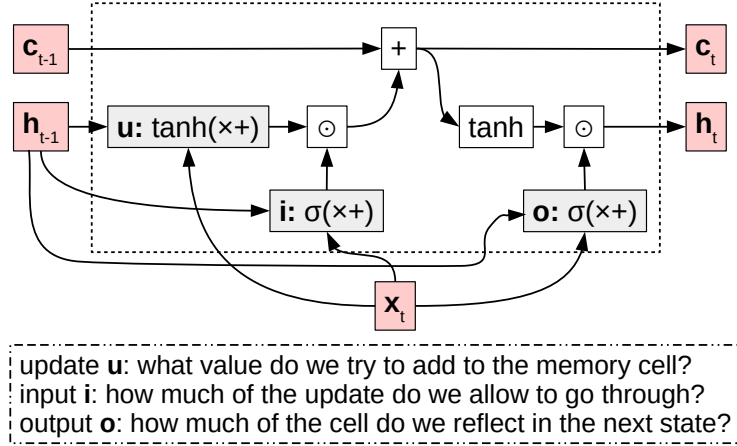 c t-1
+
c t
h t-1
u: tanh(×+)
⊙
tanh
⊙
h t
i: σ(×+)
o: σ(×+)
x t
update u: what value do we try to add to the memory cell?
input i: how much of the update do we allow to go through?
output o: how much of the cell do we reflect in the next state?